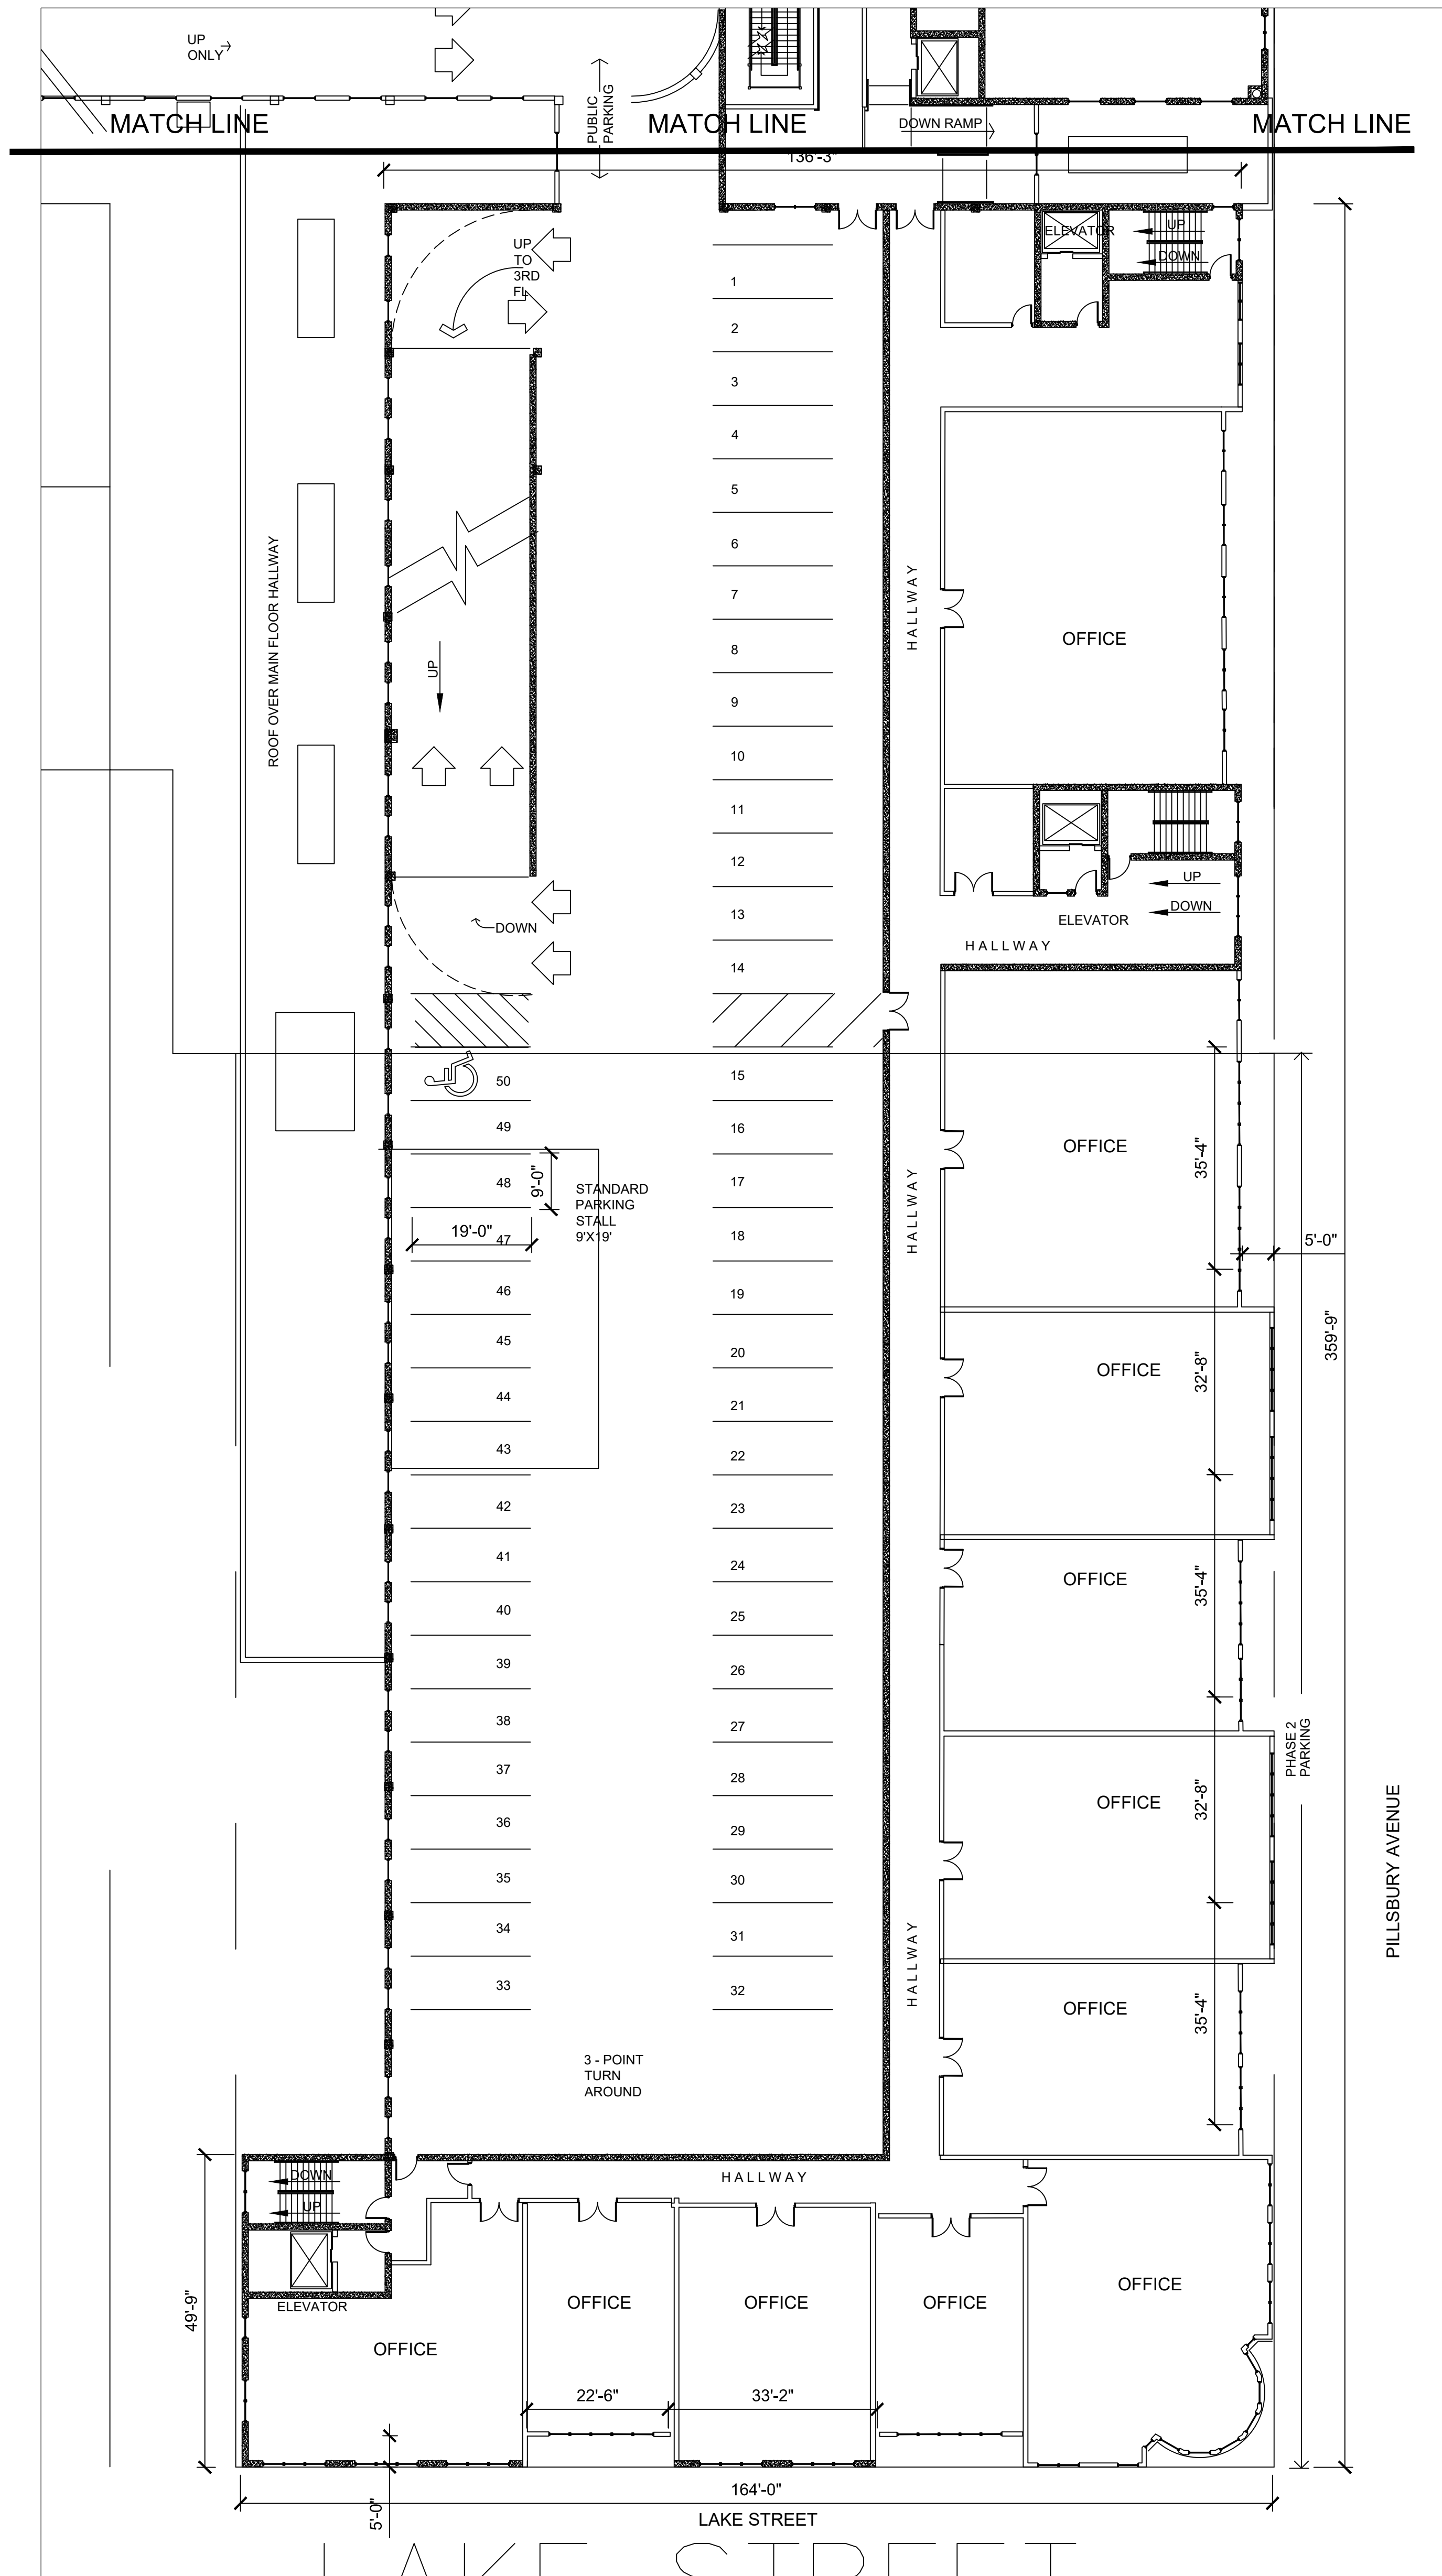 UP
ONLY
PUBLIC
PARKING
MATCH LINE
MATCH LINE
DOWN RAMP
MATCH LINE
136'-3"
UP
TO
3RD
FL
ELEVATOR
UP
DOWN
1
2
3
4
5
6
7
8
9
10
11
12
13
14
ROOF OVER MAIN FLOOR HALLWAY
UP
HALLWAY
OFFICE
DOWN
UP
DOWN
ELEVATOR
HALLWAY
50
49
48
47
46
45
44
43
42
41
40
39
38
37
36
35
34
33
9'-0"
19'-0"
STANDARD
PARKING
STALL
9'X19'
15
16
17
18
19
20
21
22
23
24
25
26
27
28
29
30
31
32
HALLWAY
OFFICE
35'-4"
5'-0"
359'-9"
OFFICE
32'-8"
OFFICE
35'-4"
PHASE 2
PARKING
OFFICE
32'-8"
PILLSBURY AVENUE
HALLWAY
OFFICE
35'-4"
3 - POINT
TURN
AROUND
HALLWAY
DOWN
UP
49'-9"
ELEVATOR
OFFICE
OFFICE
OFFICE
OFFICE
OFFICE
22'-6"
33'-2"
164'-0"
5'-0"
LAKE STREET
LAKE STREET